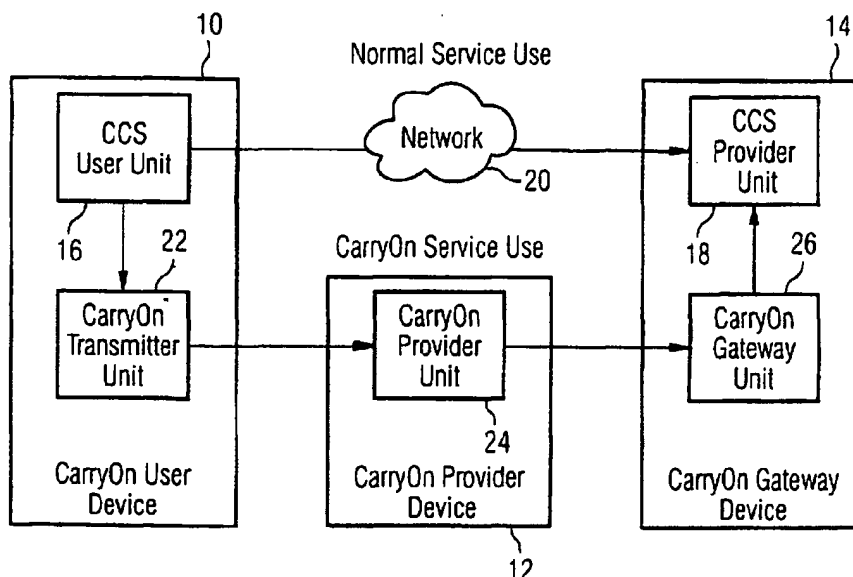 10
Normal Service Use
14
CCS
User Unit
Network
CCS
Provider
Unit
20
16
22
CarryOn Service Use
18
26
CarryOn
Transmitter
Unit
CarryOn
Provider
Unit
CarryOn
Gateway
Unit
24
CarryOn User
Device
CarryOn Provider
Device
CarryOn Gateway
Device
12